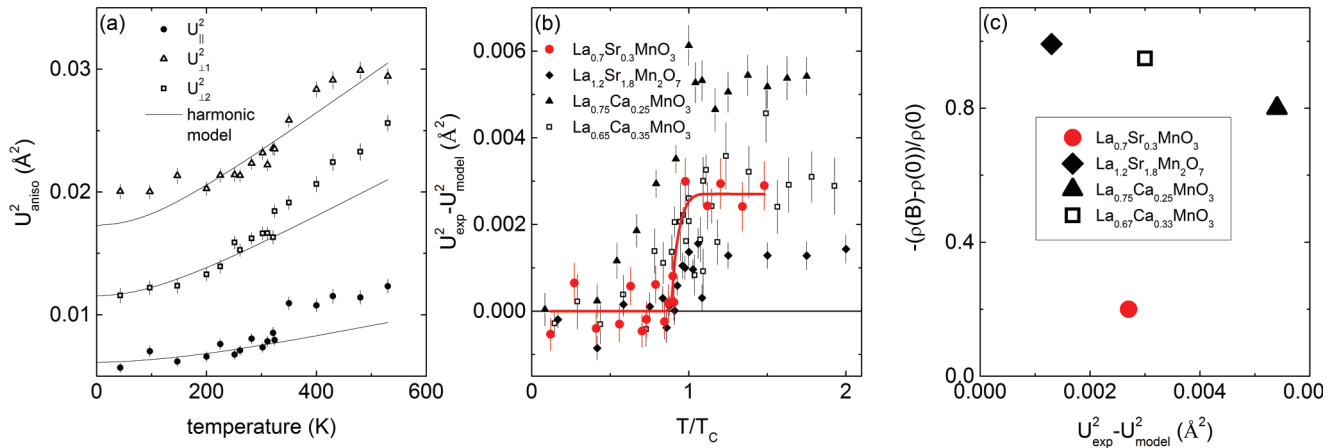 (a)
U²||
U²⊥1
U²⊥2
harmonic
model
0.03
0.02
0.01
U²aniso (Å²)
0
200
400
600
temperature (K)
(b)
La0.7Sr0.3MnO3
La1.2Sr1.8Mn2O7
La0.75Ca0.25MnO3
La0.65Ca0.35MnO3
0.006
0.004
0.002
0.000
U²exp-U²model (Å²)
0
1
2
T/TC
(c)
La0.7Sr0.3MnO3
La1.2Sr1.8Mn2O7
La0.75Ca0.25MnO3
La0.67Ca0.33MnO3
0.8
0.4
0,0
-(ρ(B)-ρ(0))/ρ(0)
0.000
0.002
0.004
0.00
U²exp-U²model (Å²)